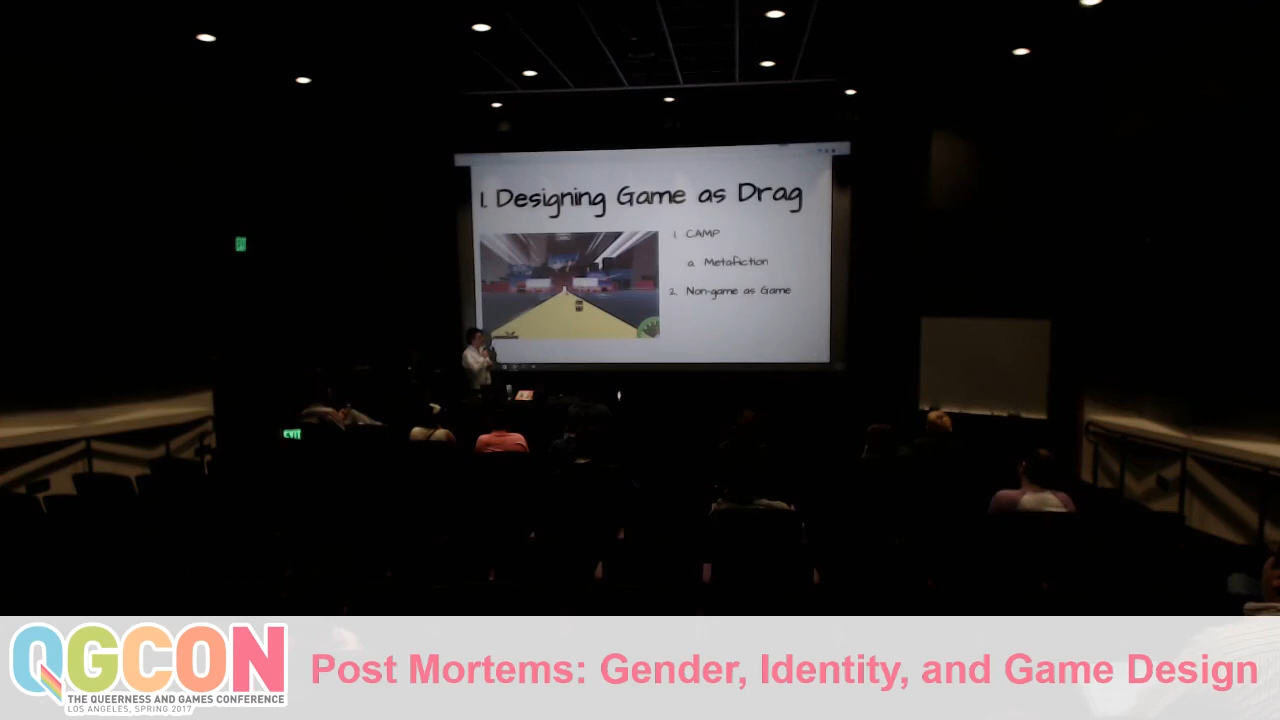 1. Designing Game as Drag
1. CAMP
a. Metafiction
2. Non-game as Game
EXIT
EXIT
QGCON
THE QUEERNESS AND GAMES CONFERENCE
LOS ANGELES, SPRING 2017
Post Mortems: Gender, Identity, and Game Design